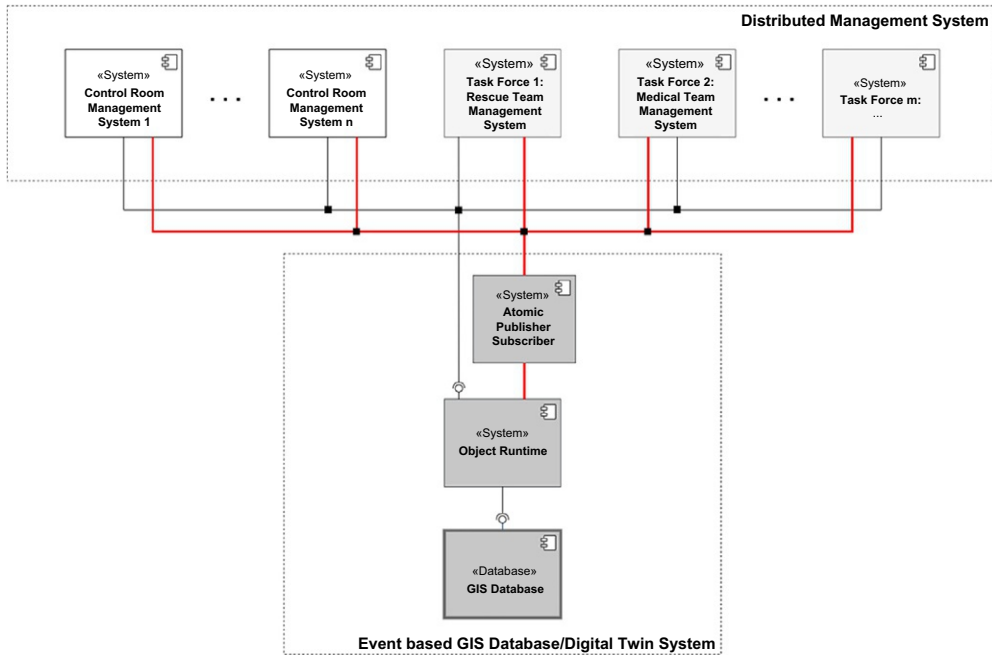 Distributed Management System
«System»
Control Room
Management
System 1
. . .
«System»
Control Room
Management
System n
«System»
Task Force 1:
Rescue Team
Management
System
«System»
Task Force 2:
Medical Team
Management
System
. . .
«System»
Task Force m:
...
«System»
Atomic
Publisher
Subscriber
«System»
Object Runtime
«Database»
GIS Database
Event based GIS Database/Digital Twin System